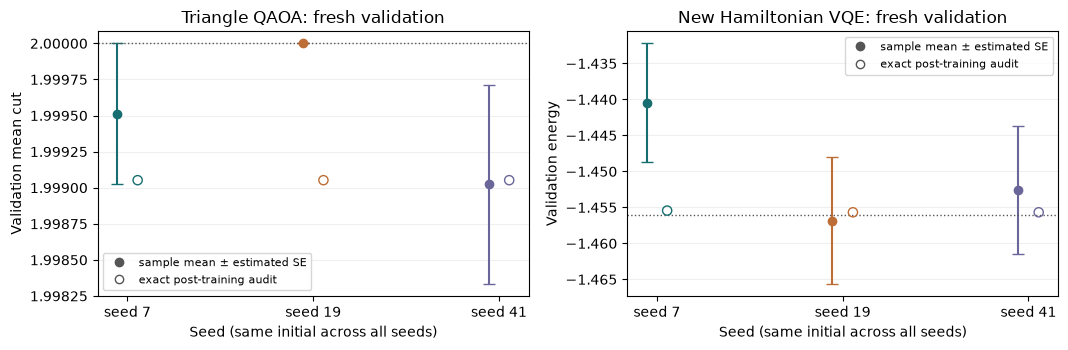 Triangle QAOA: fresh validation
Validation mean cut
2.00000
1.99975
1.99950
1.99925
1.99900
1.99875
1.99850
1.99825
sample mean ± estimated SE
exact post-training audit
seed 7
seed 19
seed 41
Seed (same initial across all seeds)
New Hamiltonian VQE: fresh validation
Validation energy
−1.435
−1.440
−1.445
−1.450
−1.455
−1.460
−1.465
sample mean ± estimated SE
exact post-training audit
seed 7
seed 19
seed 41
Seed (same initial across all seeds)